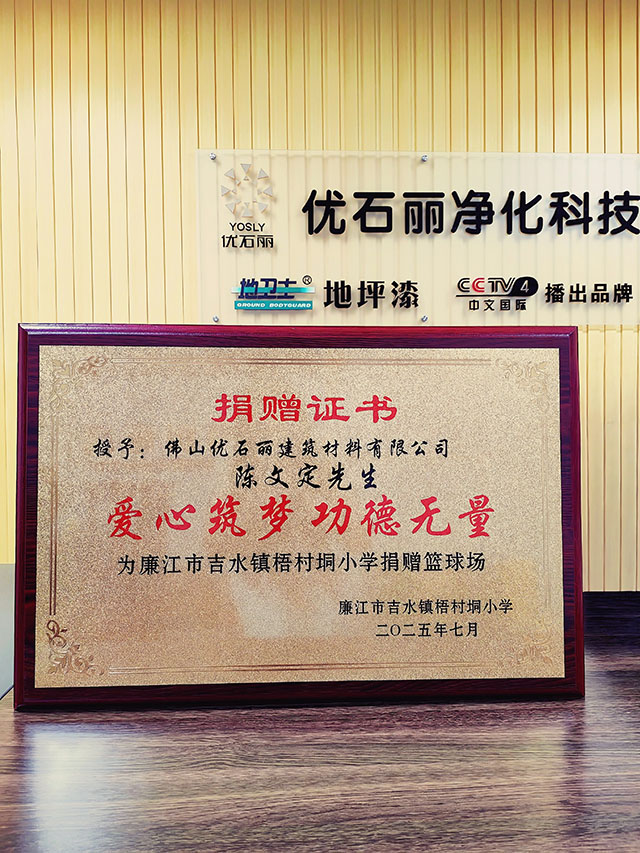 YOSLY
优石丽
优石丽净化科技
地卫士®
GROUND BODYGUARD
地坪漆
CCTV4
中文国际
播出品牌
捐赠证书
授予：佛山优石丽建筑材料有限公司
陈文定先生
爱心筑梦 功德无量
为廉江市吉水镇梧村垌小学捐赠篮球场
廉江市吉水镇梧村垌小学
二〇二五年七月